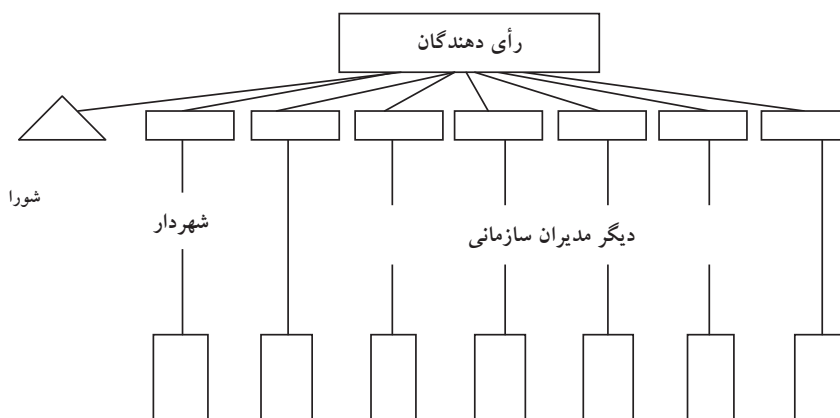 رأی دهندگان
شورا
شهردار
دیگر مدیران سازمانی